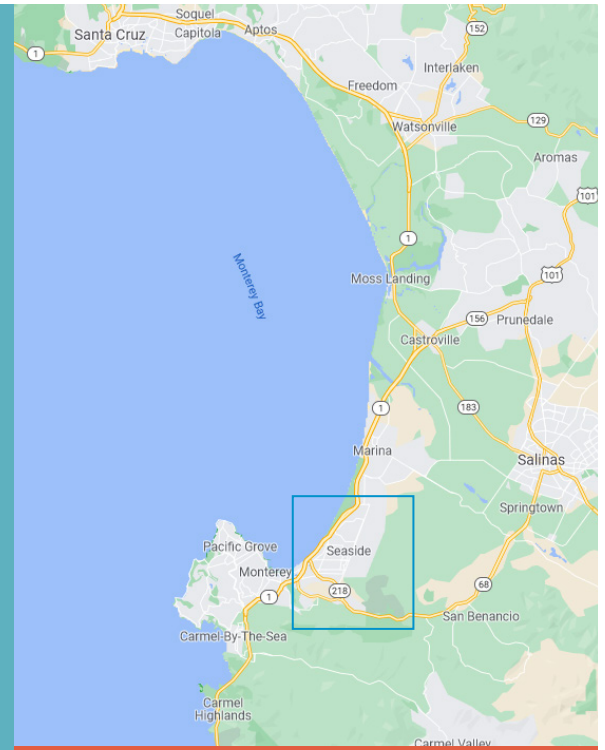 Soquel
Santa Cruz
Capitola
Aptos
152
1
Interlaken
Freedom
129
Watsonville
Aromas
101
1
Monterey Bay
Moss Landing
101
156
Prunedale
Castroville
1
183
Marina
Salinas
Springtown
Pacific Grove
Seaside
Monterey
68
218
1
San Benancio
Carmel-By-The-Sea
Carmel
Highlands
Carmel Valley